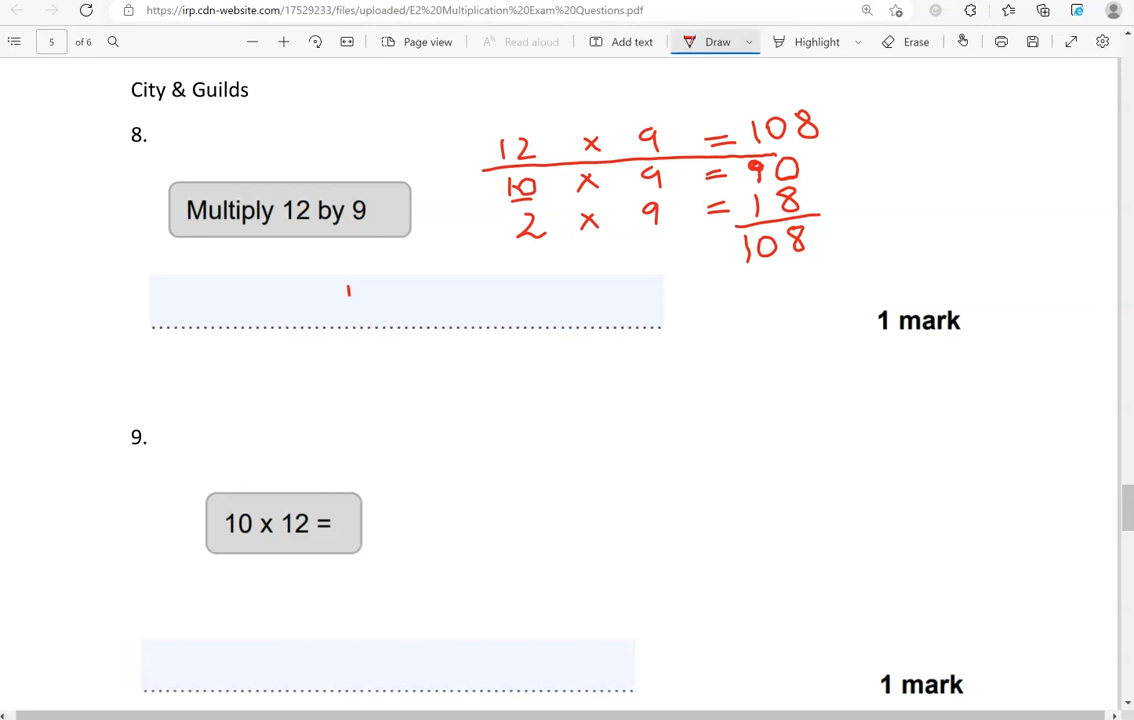 https://irp.cdn-website.com/17529233/files/uploaded/E2%20Multiplication%20Exam%20Questions.pdf
5 of 6
Page view
Read aloud
Add text
Draw
Highlight
Erase
City & Guilds
8.
12 x 9 = 108
10 x 9 = 90
2 x 9 = 18
108
Multiply 12 by 9
1
1 mark
9.
10 x 12 =
1 mark